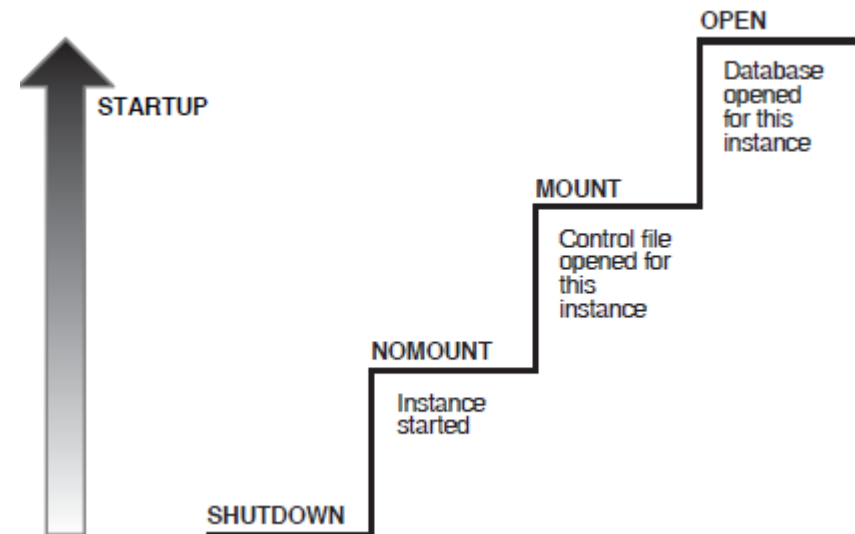 OPEN
Database
opened
for this
instance
STARTUP
MOUNT
Control file
opened for
this
instance
NOMOUNT
Instance
started
SHUTDOWN